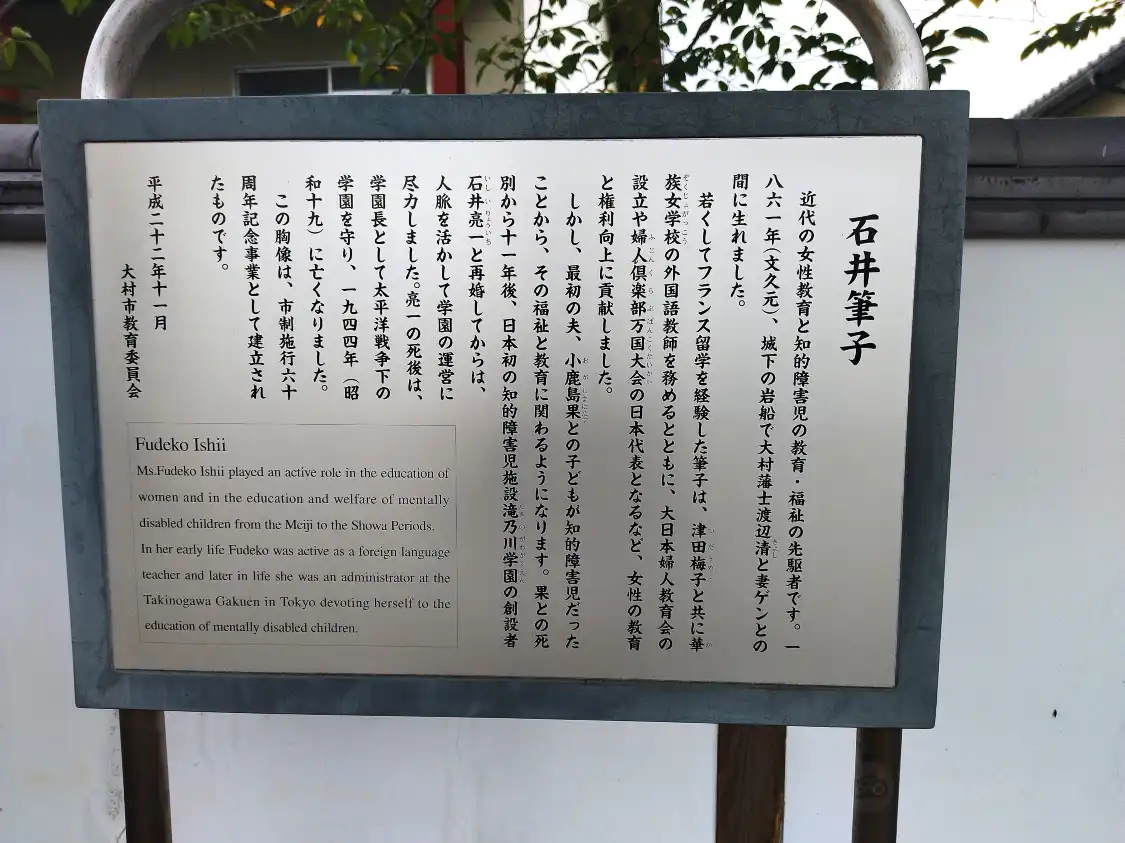 石井筆子
近代の女性教育と知的障害児の教育・福祉の先駆者です。一
八六一年(文久元)、城下の岩船で大村藩士渡辺清と妻ゲンとの
間に生れました。
若くしてフランス留学を経験した筆子は、津田梅子と共に華
族女学校の外国語教師を務めるとともに、大日本婦人教育会の
設立や婦人倶楽部万国大会の日本代表となるなど、女性の教育
と権利向上に貢献しました。
しかし、最初の夫、小鹿島果との子どもが知的障害児だった
ことから、その福祉と教育に関わるようになります。果との死
別から十一年後、日本初の知的障害児施設滝乃川学園の創設者
石井亮一と再婚してからは、
人脈を活かして学園の運営に
尽力しました。亮一の死後は、
学園長として太平洋戦争下の
学園を守り、一九四四年(昭
和十九)に亡くなりました。
この胸像は、市制施行六十
周年記念事業として建立され
たものです。
平成二十二年十一月
大村市教育委員会
Fudeko Ishii
Ms.Fudeko Ishii played an active role in the education of
women and in the education and welfare of mentally
disabled children from the Meiji to the Showa Periods.
In her early life Fudeko was active as a foreign language
teacher and later in life she was an administrator at the
Takinogawa Gakuen in Tokyo devoting herself to the
education of mentally disabled children.